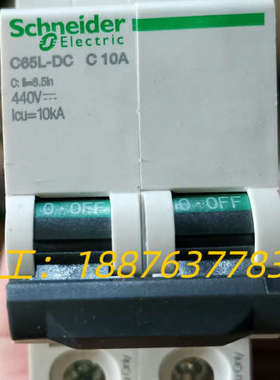 Schneider
Electric
C65L-DC C 10A
C: Ii=8.5In
440V⎓
Icu=10kA
O-OFF O-OFF
工: 18876377783